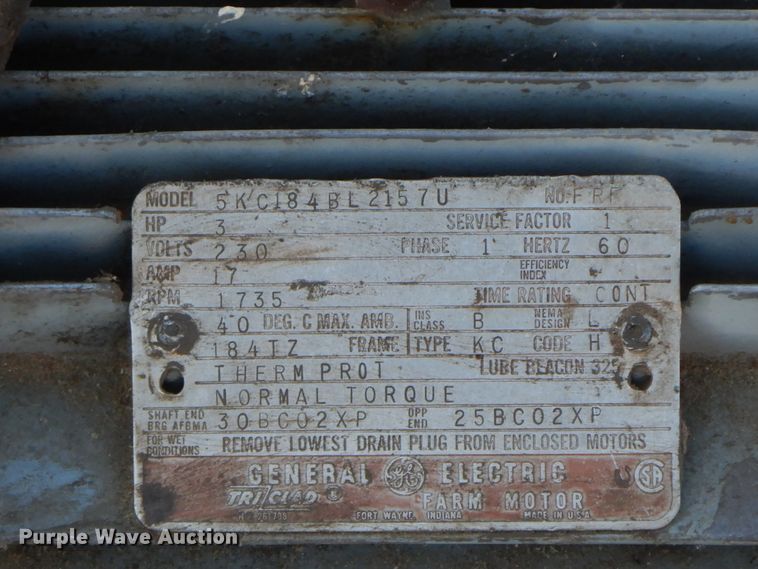 MODEL 5KC184BL2157U NO. FRF
HP 3 SERVICE FACTOR 1
VOLTS 230 PHASE 1 HERTZ 60
AMP 17 EFFICIENCY INDEX
RPM 1735 TIME RATING CONT
40 DEG. C MAX. AMB. INS CLASS B NEMA DESIGN L
184TZ FRAME TYPE KC CODE H
THERM PROT LUBE BEACON 325
NORMAL TORQUE
SHAFT END BRG AFBMA 30BC02XP OPP END 25BC02XP
FOR WET CONDITIONS REMOVE LOWEST DRAIN PLUG FROM ENCLOSED MOTORS
GENERAL GE ELECTRIC SA
TRI/CLAD ® FARM MOTOR
FORT WAYNE, INDIANA MADE IN U.S.A.
Purple Wave Auction